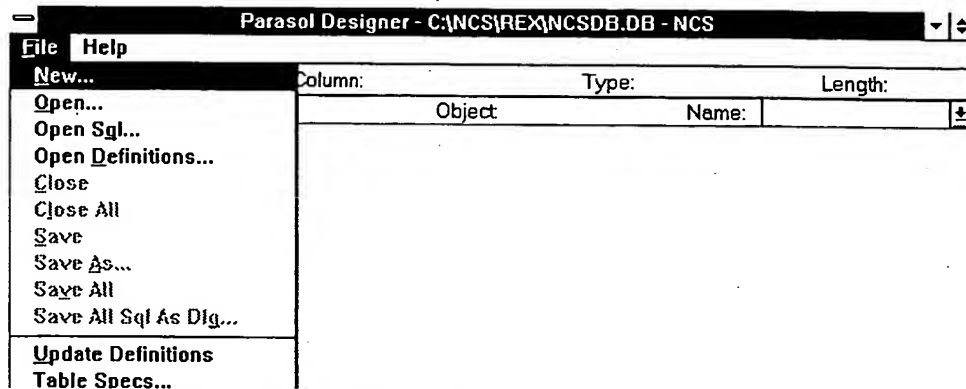 Parasol Designer - C:\NCS\REX\NCSDB.DB - NCS
File Help
New... Column: Type: Length:
Open... Object Name:
Open Sql...
Open Definitions...
Close
Close All
Save
Save As...
Save All
Save All Sql As Dlg...
Update Definitions
Table Specs...